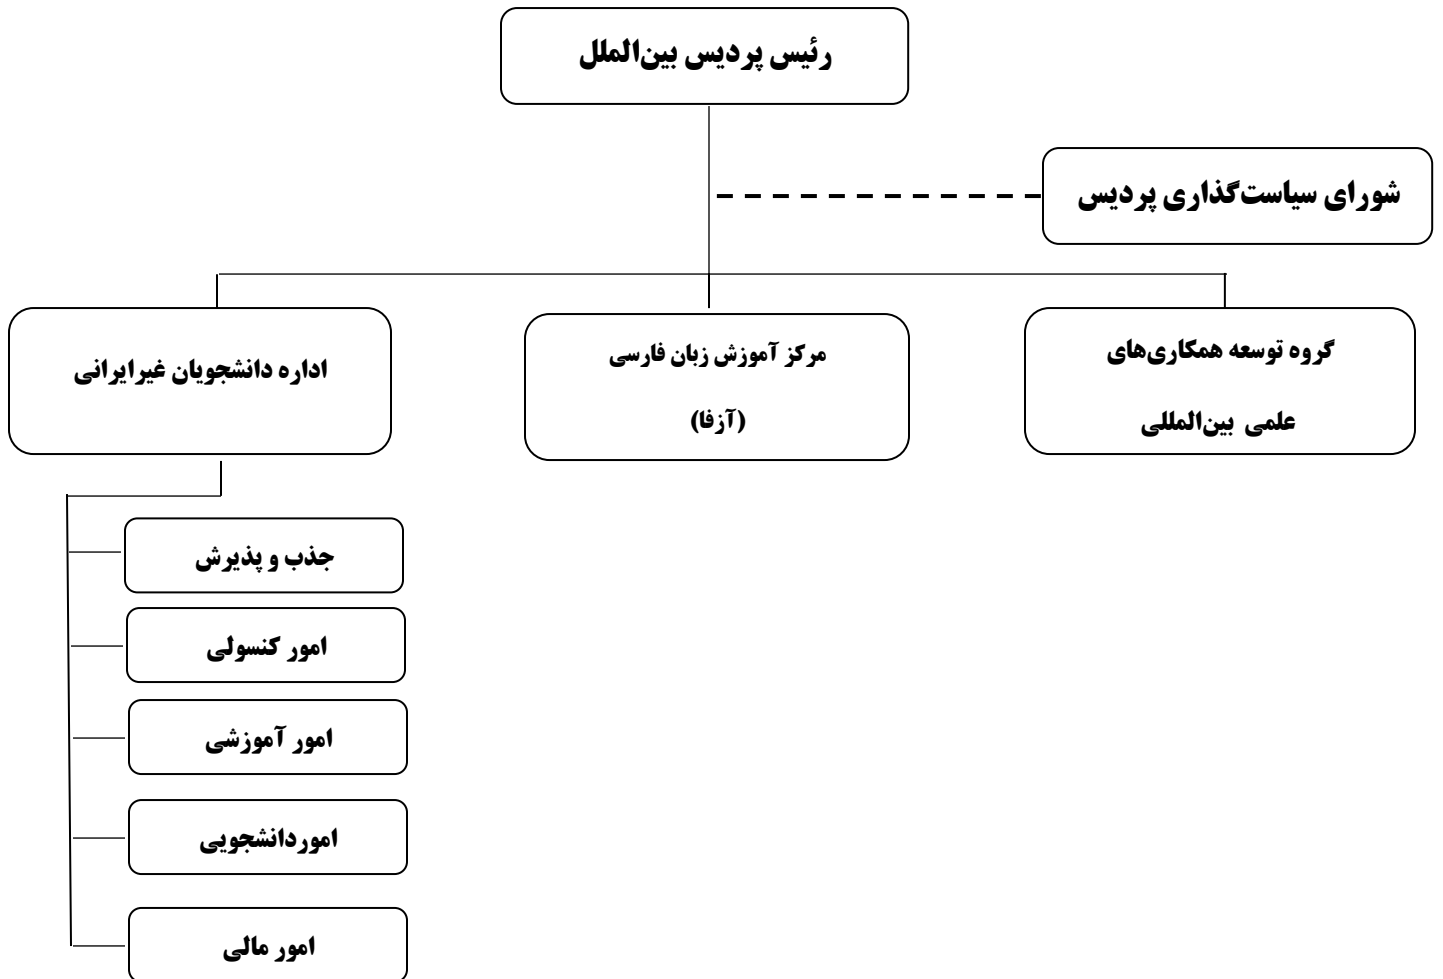 رئیس پردیس بین‌الملل
شورای سیاست‌گذاری پردیس
گروه توسعه همکاری‌های
علمی بین‌المللی
مرکز آموزش زبان فارسی
(آزفا)
اداره دانشجویان غیرایرانی
جذب و پذیرش
امور کنسولی
امور آموزشی
اموردانشجویی
امور مالی